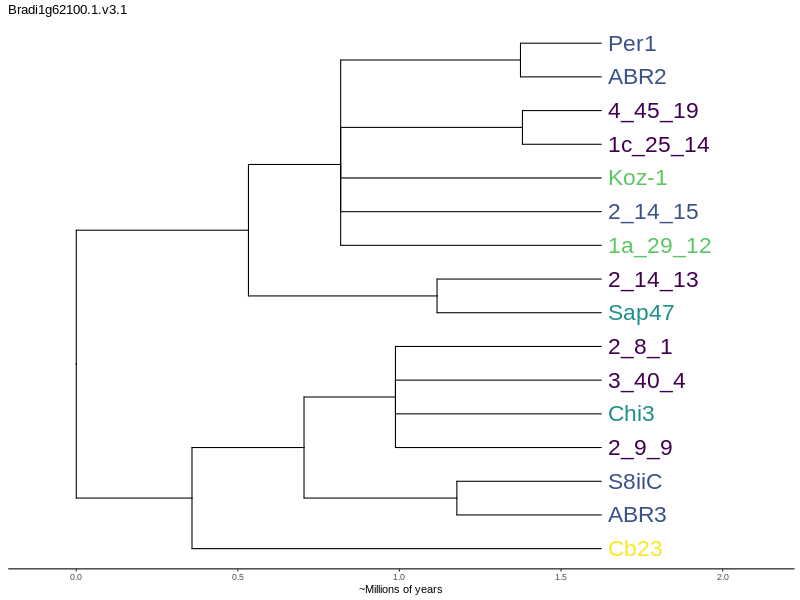 Bradi1g62100.1.v3.1
Per1
ABR2
4_45_19
1c_25_14
Koz-1
2_14_15
1a_29_12
2_14_13
Sap47
2_8_1
3_40_4
Chi3
2_9_9
S8iiC
ABR3
Cb23
0.0 0.5 1.0 1.5 2.0
~Millions of years